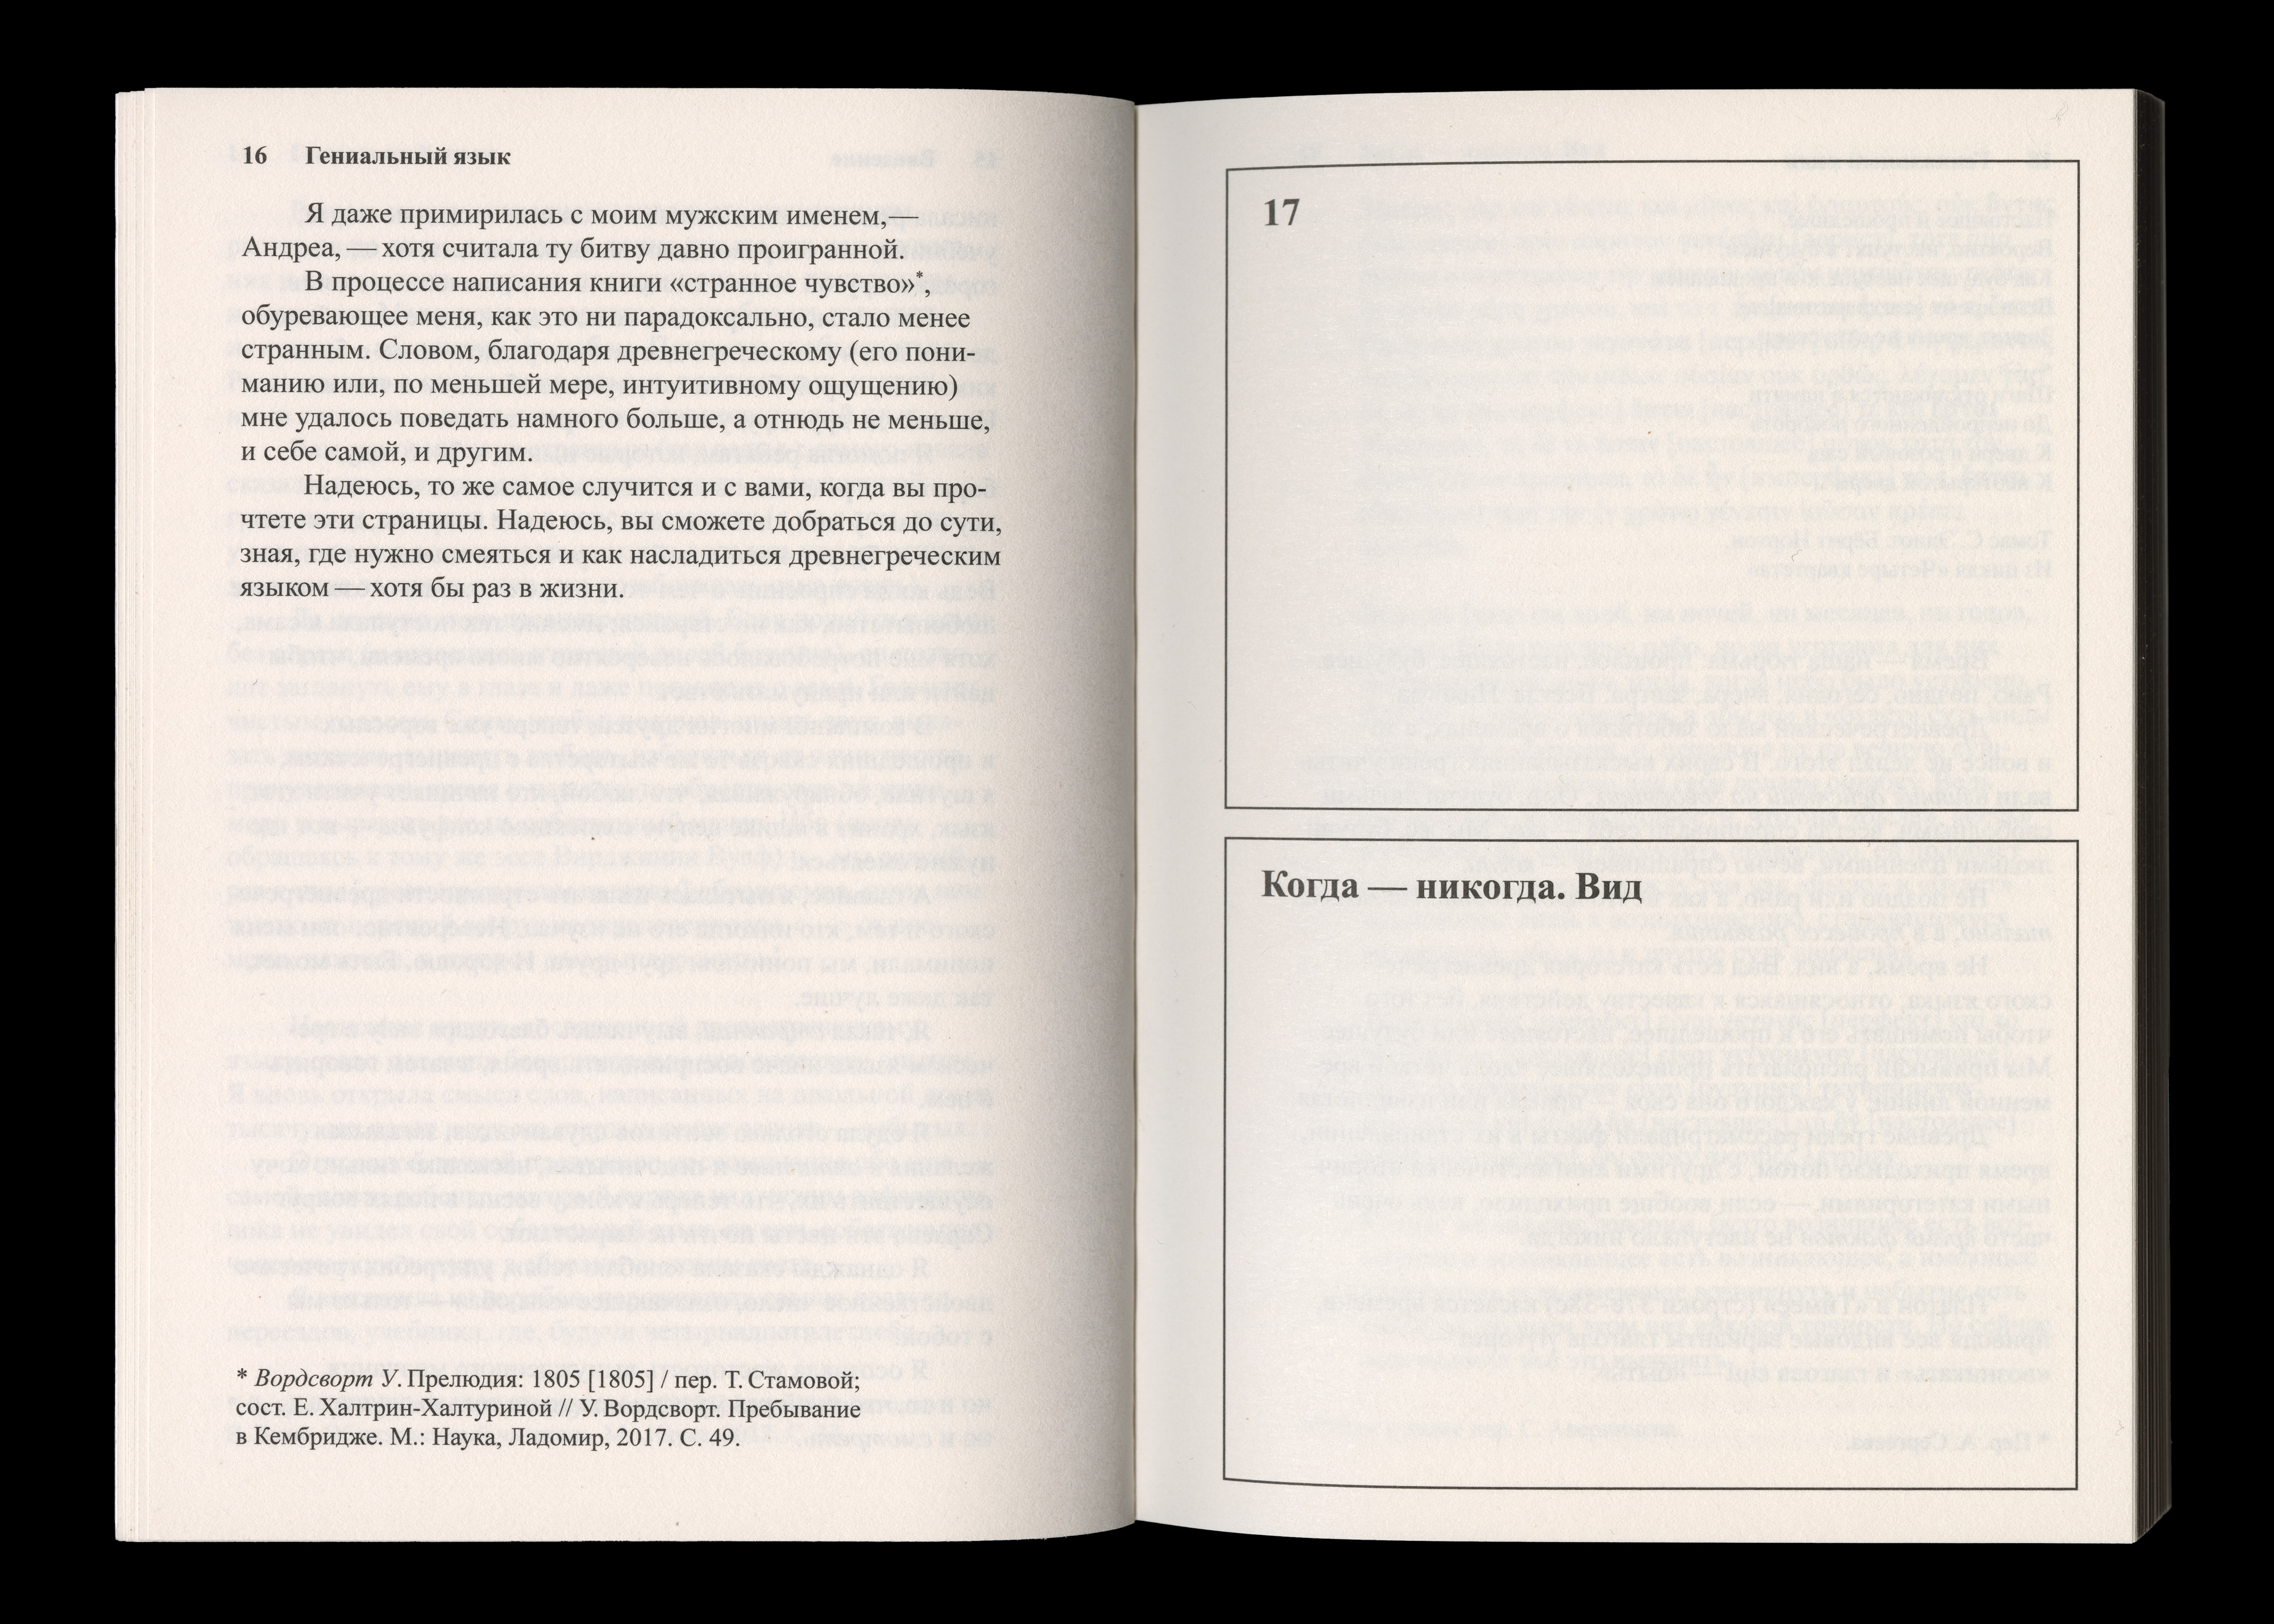 16 Гениальный язык
Я даже примирилась с моим мужским именем, —
Андреа, — хотя считала ту битву давно проигранной.
В процессе написания книги «странное чувство»*,
обуревающее меня, как это ни парадоксально, стало менее
странным. Словом, благодаря древнегреческому (его пони-
манию или, по меньшей мере, интуитивному ощущению)
мне удалось поведать намного больше, а отнюдь не меньше,
и себе самой, и другим.
Надеюсь, то же самое случится и с вами, когда вы про-
чтете эти страницы. Надеюсь, вы сможете добраться до сути,
зная, где нужно смеяться и как насладиться древнегреческим
языком — хотя бы раз в жизни.
* Вордсворт У. Прелюдия: 1805 [1805] / пер. Т. Стамовой;
сост. Е. Халтрин-Халтуриной // У. Вордсворт. Пребывание
в Кембридже. М.: Наука, Ладомир, 2017. С. 49.
17
Когда — никогда. Вид